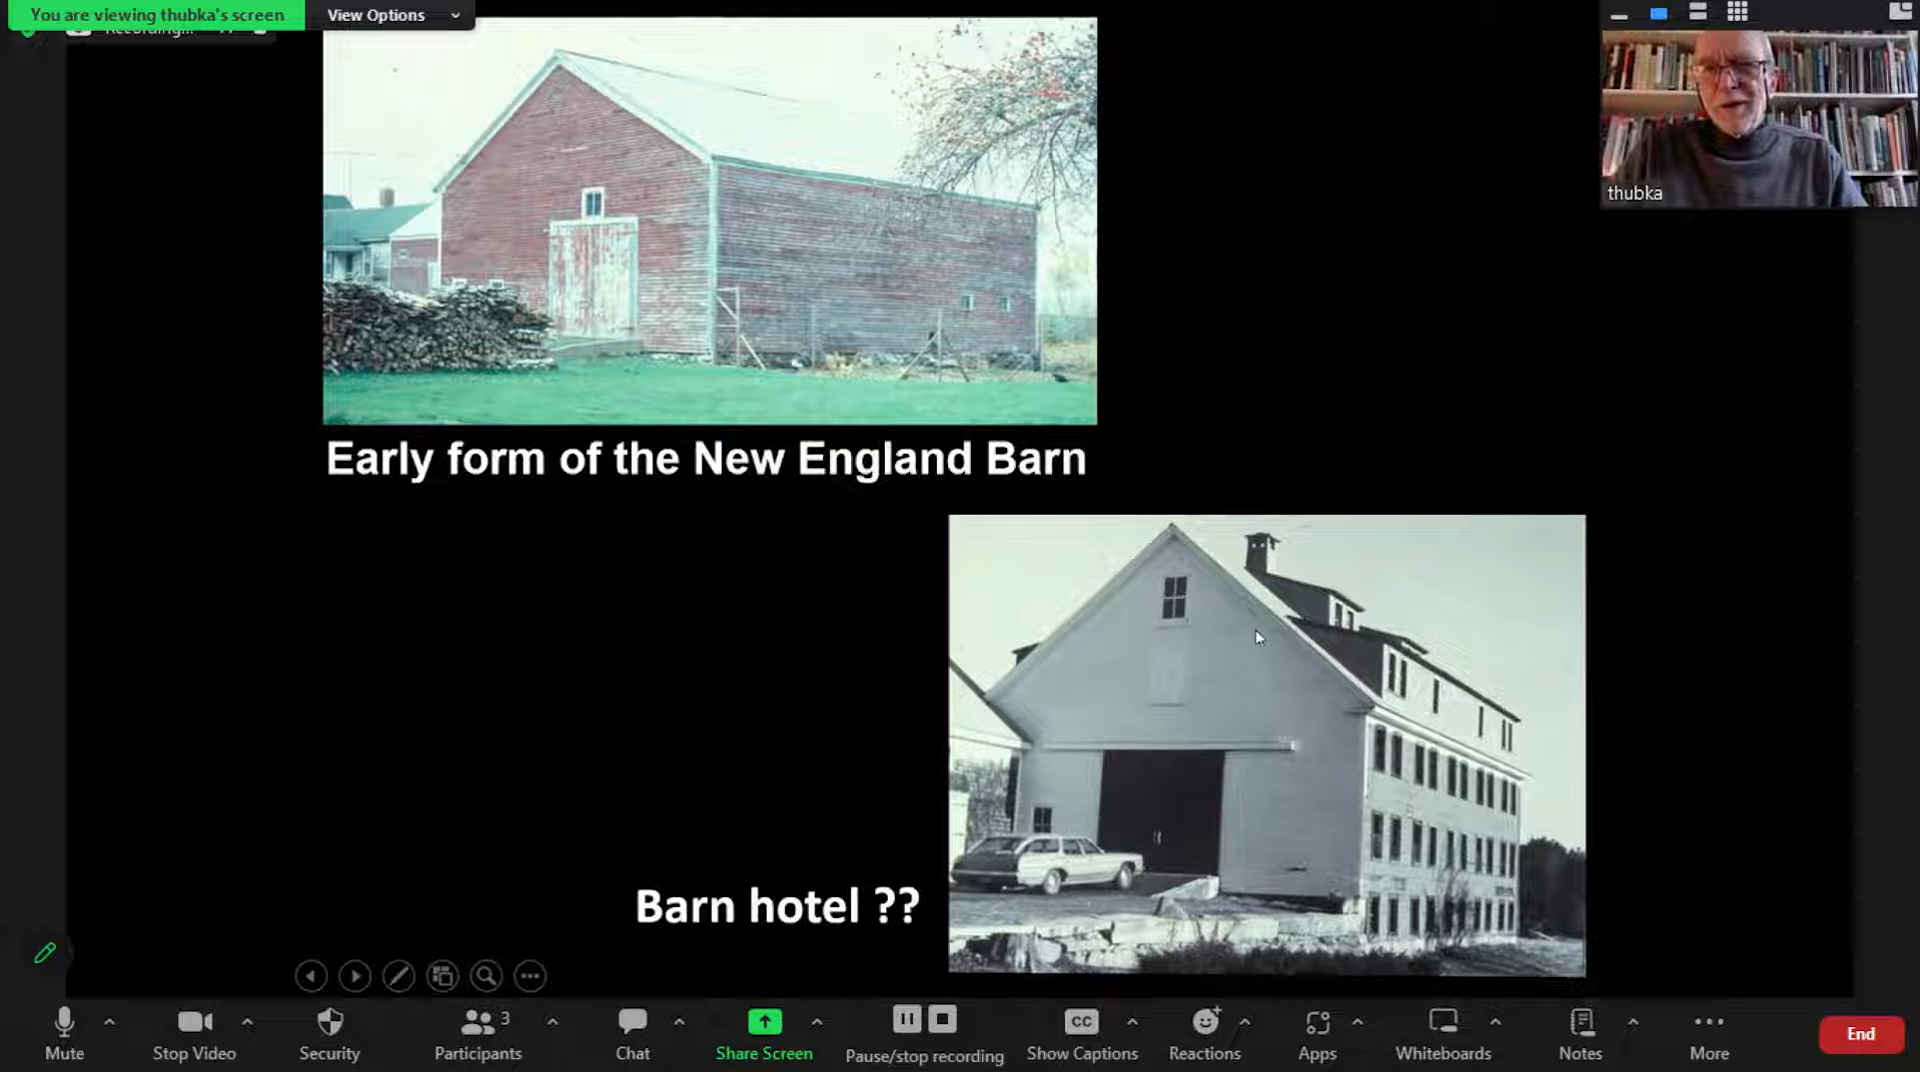 You are viewing thubka's screen
View Options
Recording...
thubka
Early form of the New England Barn
Barn hotel ??
Mute
Stop Video
Security
Participants
3
Chat
Share Screen
Pause/stop recording
CC
Show Captions
Reactions
Apps
Whiteboards
Notes
More
End